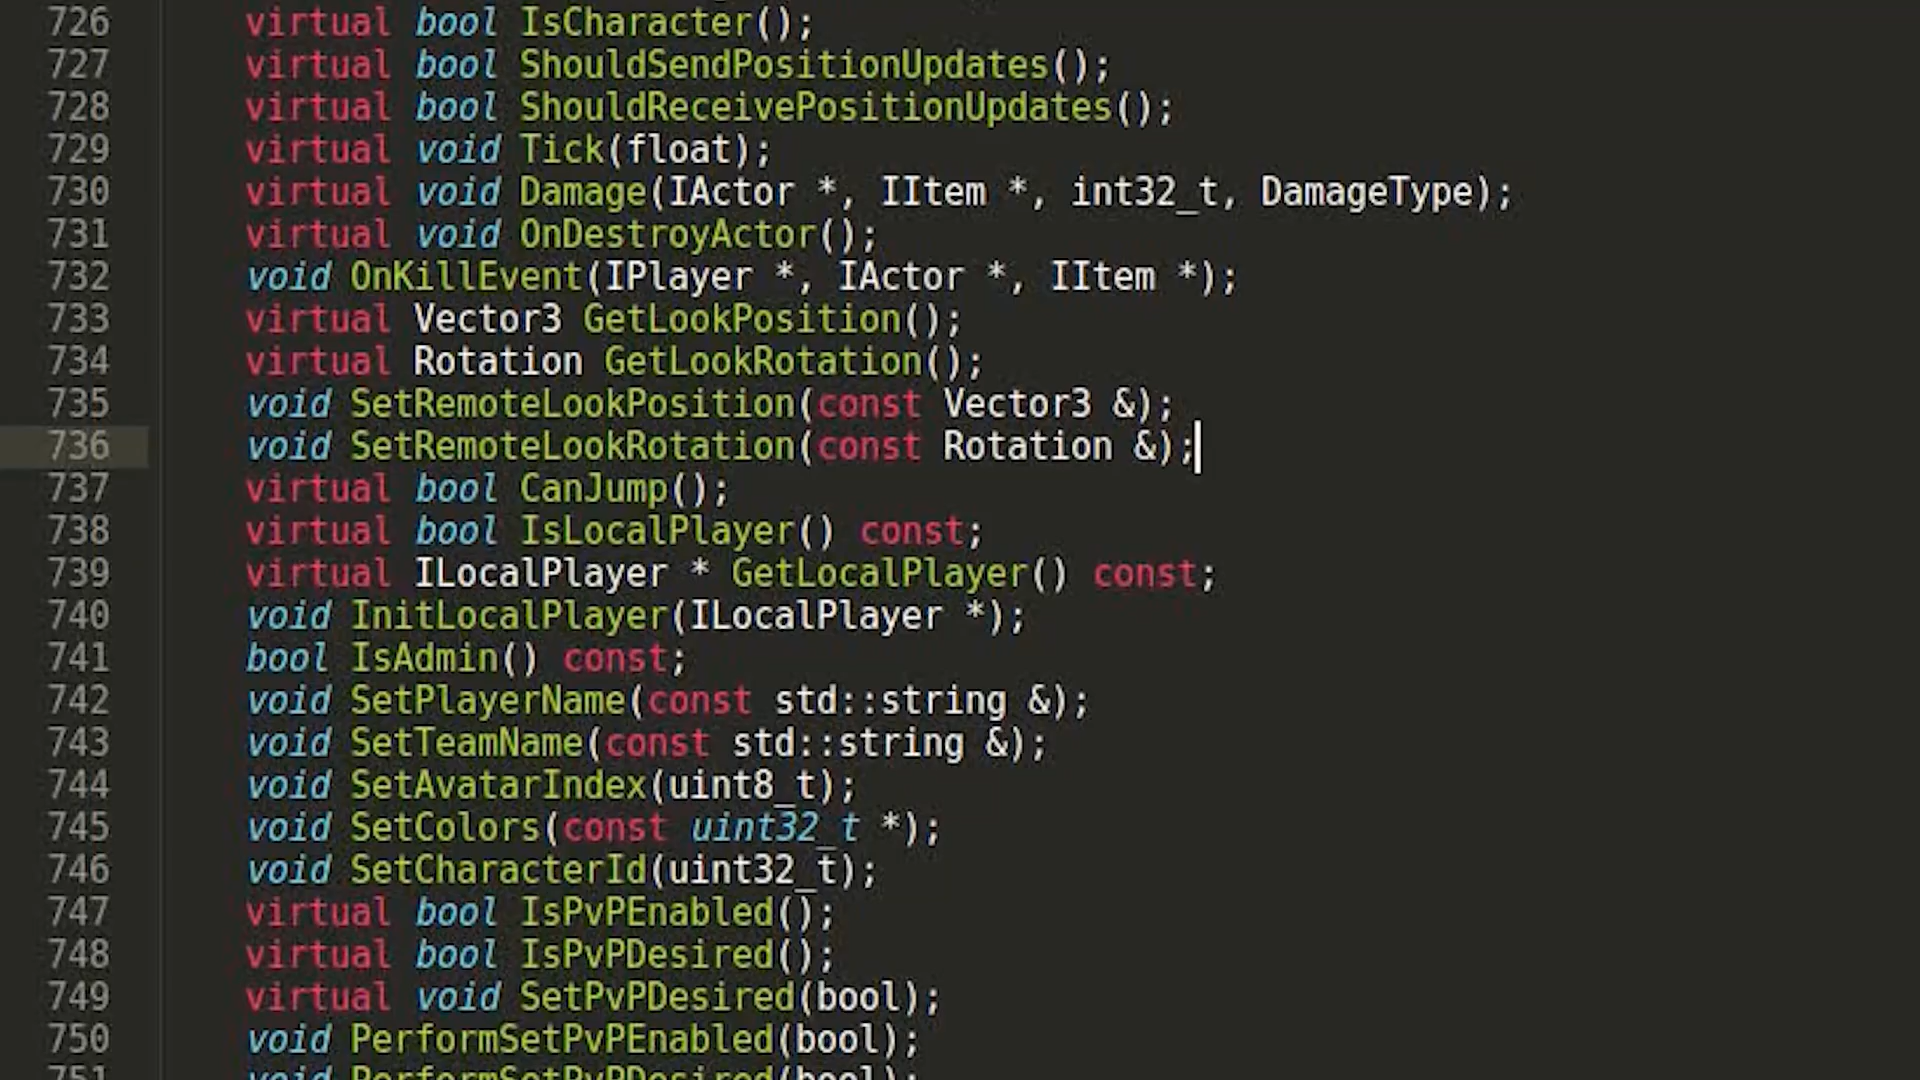 726 virtual bool IsCharacter();
727 virtual bool ShouldSendPositionUpdates();
728 virtual bool ShouldReceivePositionUpdates();
729 virtual void Tick(float);
730 virtual void Damage(IActor *, IItem *, int32_t, DamageType);
731 virtual void OnDestroyActor();
732 void OnKillEvent(IPlayer *, IActor *, IItem *);
733 virtual Vector3 GetLookPosition();
734 virtual Rotation GetLookRotation();
735 void SetRemoteLookPosition(const Vector3 &);
736 void SetRemoteLookRotation(const Rotation &);
737 virtual bool CanJump();
738 virtual bool IsLocalPlayer() const;
739 virtual ILocalPlayer * GetLocalPlayer() const;
740 void InitLocalPlayer(ILocalPlayer *);
741 bool IsAdmin() const;
742 void SetPlayerName(const std::string &);
743 void SetTeamName(const std::string &);
744 void SetAvatarIndex(uint8_t);
745 void SetColors(const uint32_t *);
746 void SetCharacterId(uint32_t);
747 virtual bool IsPvPEnabled();
748 virtual bool IsPvPDesired();
749 virtual void SetPvPDesired(bool);
750 void PerformSetPvPEnabled(bool);
751 void PerformSetPvPDesired(bool);